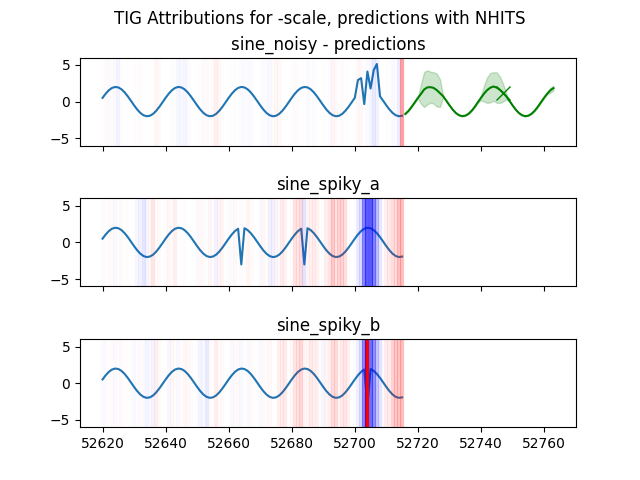 TIG Attributions for -scale, predictions with NHITS
sine_noisy - predictions
5
0
−5
sine_spiky_a
5
0
−5
sine_spiky_b
5
0
−5
52620 52640 52660 52680 52700 52720 52740 52760